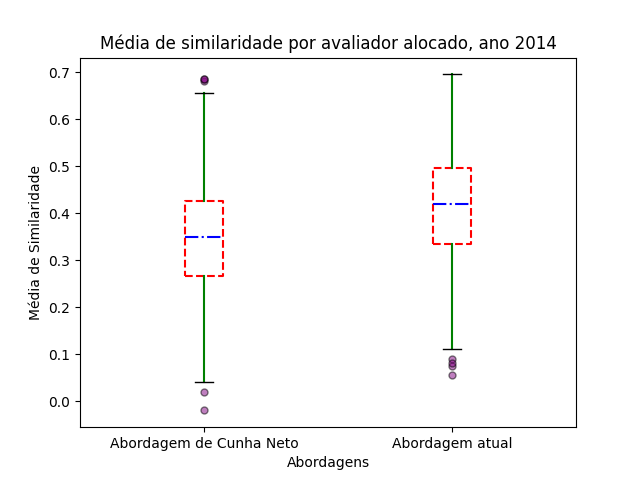 Média de similaridade por avaliador alocado, ano 2014
Média de Similaridade
0.7
0.6
0.5
0.4
0.3
0.2
0.1
0.0
Abordagem de Cunha Neto
Abordagem atual
Abordagens